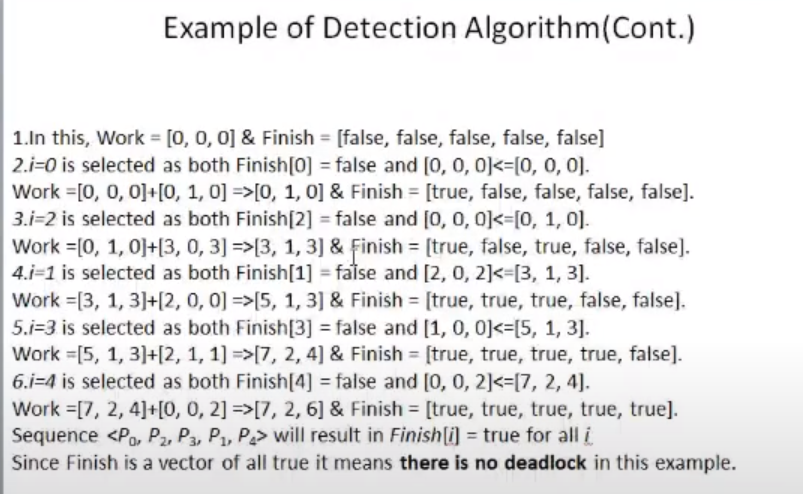 Example of Detection Algorithm(Cont.)
1.In this, Work = [0, 0, 0] & Finish = [false, false, false, false, false]
2.i=0 is selected as both Finish[0] = false and [0, 0, 0]<=[0, 0, 0].
Work =[0, 0, 0]+[0, 1, 0] =>[0, 1, 0] & Finish = [true, false, false, false, false].
3.i=2 is selected as both Finish[2] = false and [0, 0, 0]<=[0, 1, 0].
Work =[0, 1, 0]+[3, 0, 3] =>[3, 1, 3] & Finish = [true, false, true, false, false].
4.i=1 is selected as both Finish[1] = false and [2, 0, 2]<=[3, 1, 3].
Work =[3, 1, 3]+[2, 0, 0] =>[5, 1, 3] & Finish = [true, true, true, false, false].
5.i=3 is selected as both Finish[3] = false and [1, 0, 0]<=[5, 1, 3].
Work =[5, 1, 3]+[2, 1, 1] =>[7, 2, 4] & Finish = [true, true, true, true, false].
6.i=4 is selected as both Finish[4] = false and [0, 0, 2]<=[7, 2, 4].
Work =[7, 2, 4]+[0, 0, 2] =>[7, 2, 6] & Finish = [true, true, true, true, true].
Sequence <P₀, P₂, P₃, P₁, P₄> will result in Finish[i] = true for all i
Since Finish is a vector of all true it means there is no deadlock in this example.